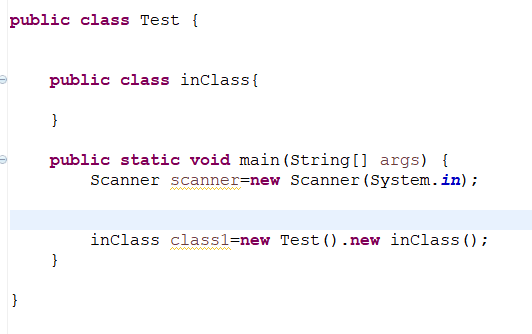 public class Test {
public class inClass{
}
public static void main(String[] args) {
Scanner scanner=new Scanner(System.in);
inClass class1=new Test().new inClass();
}
}